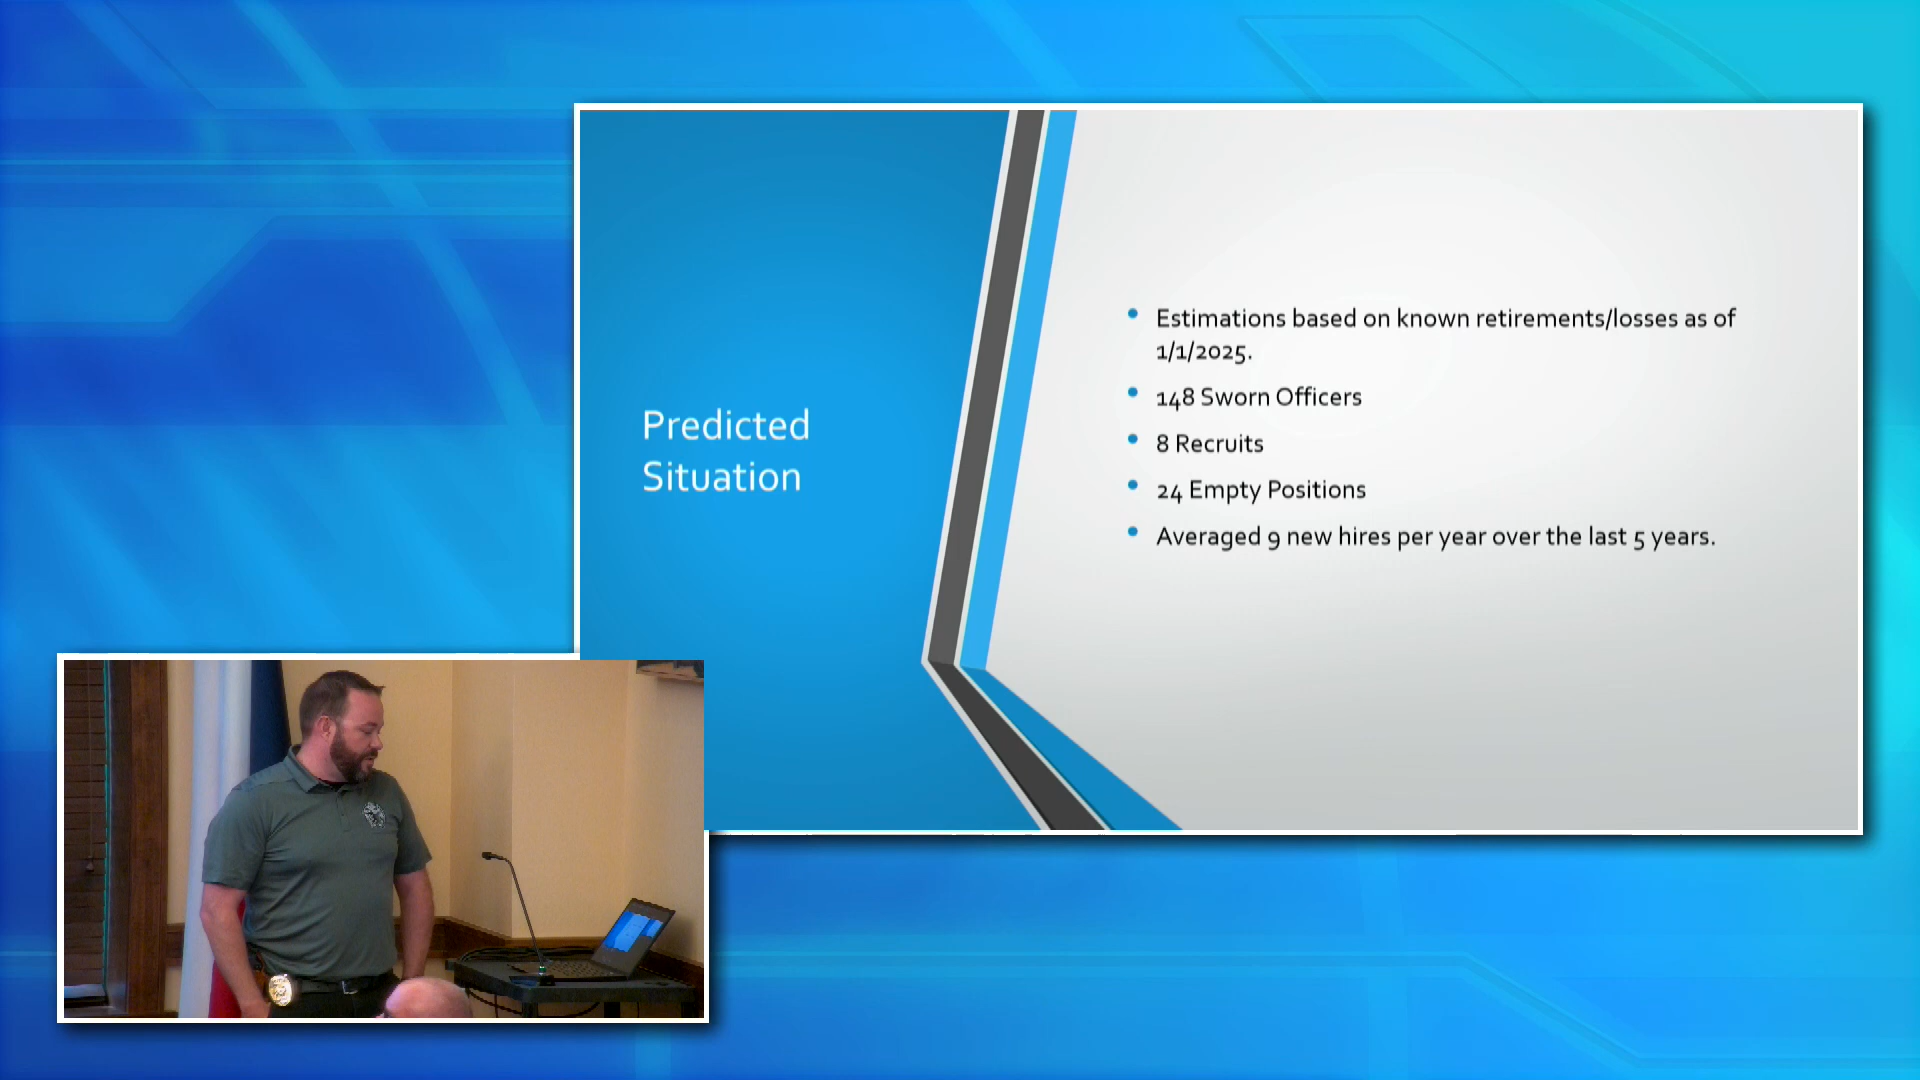 Predicted
Situation
Estimations based on known retirements/losses as of
1/1/2025.
148 Sworn Officers
8 Recruits
24 Empty Positions
Averaged 9 new hires per year over the last 5 years.